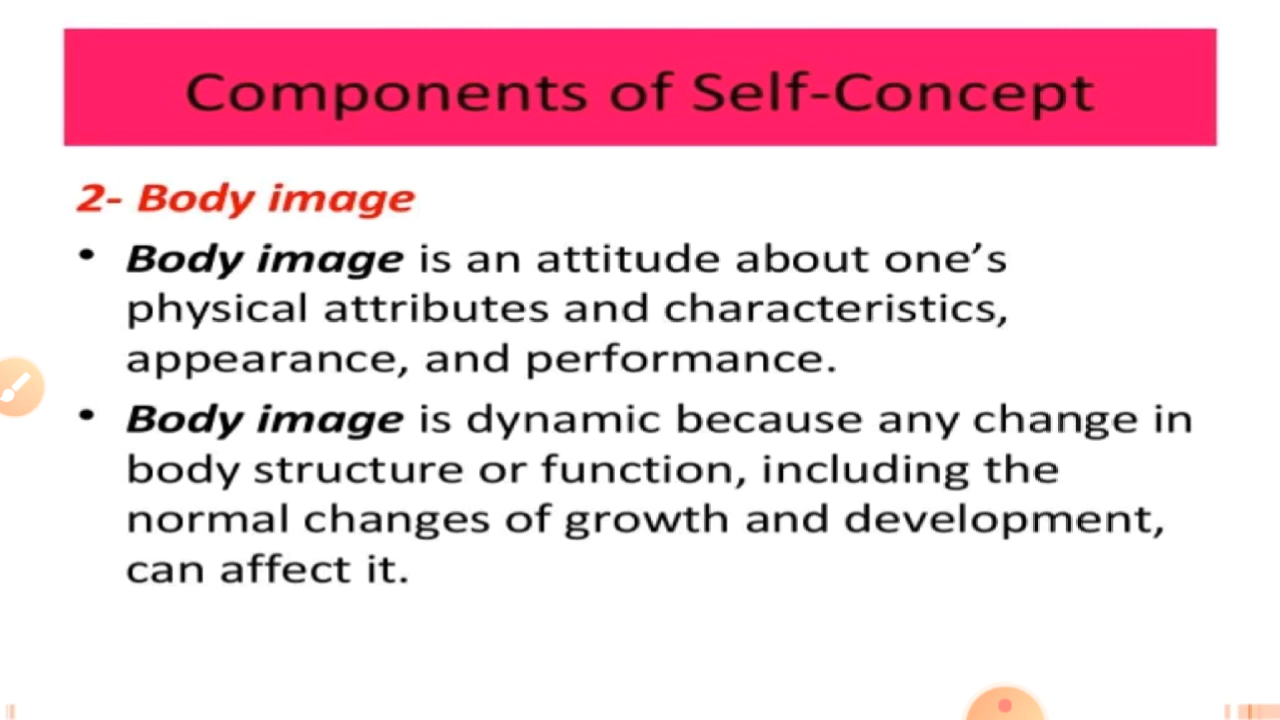 Components of Self-Concept
2- Body image
• Body image is an attitude about one’s
physical attributes and characteristics,
appearance, and performance.
• Body image is dynamic because any change in
body structure or function, including the
normal changes of growth and development,
can affect it.